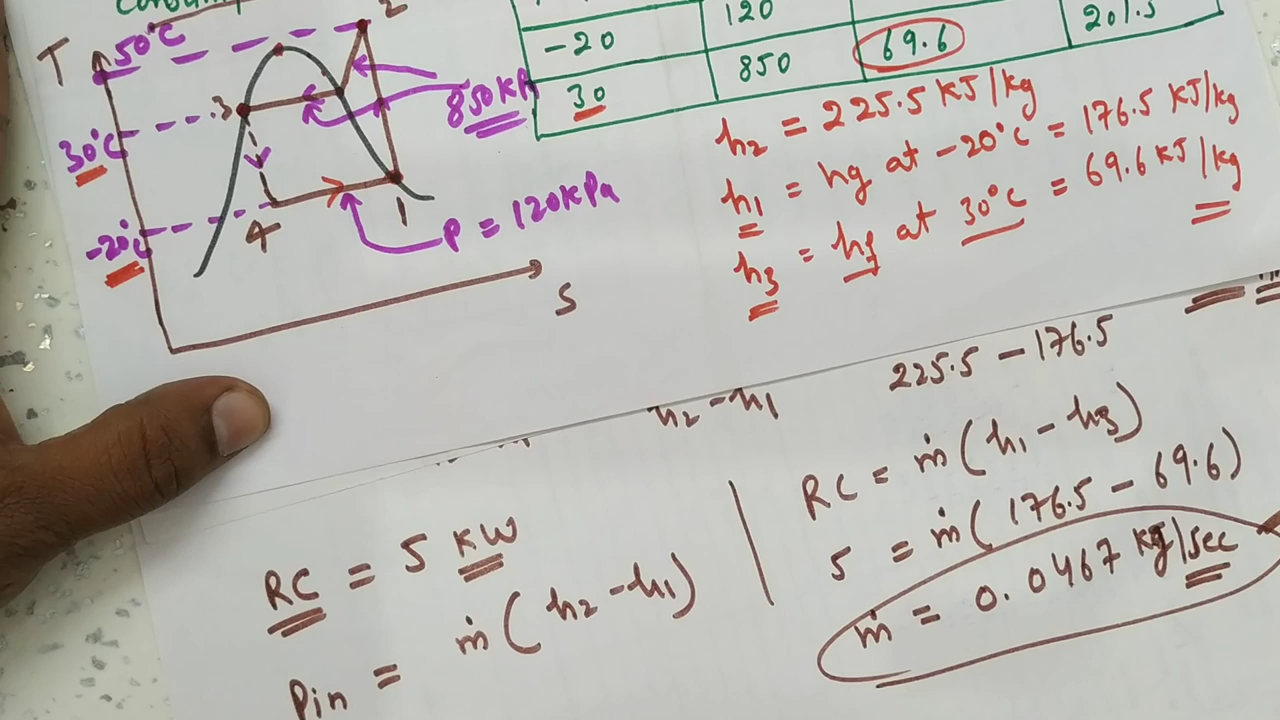 T
50°C
2
3
850KPa
30°C
-20°C
4
1
P = 120KPa
S
120
-20
850
69.6
201.5
30
h2 = 225.5 KJ/kg
h1 = hg at -20°C = 176.5 KJ/kg
h3 = hf at 30°C = 69.6 KJ/kg
225.5 - 176.5
h2 - h1
RC = 5 KW
Pin = ṁ (h2 - h1)
RC = ṁ (h1 - h3)
5 = ṁ (176.5 - 69.6)
ṁ = 0.0467 kg/sec